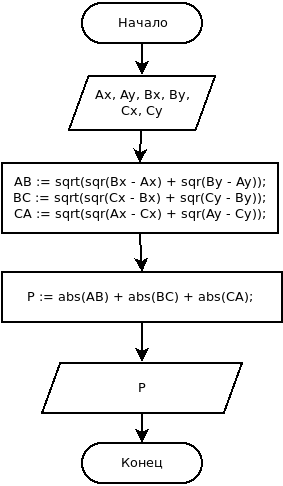 Начало
Ax, Ay, Bx, By,
Cx, Cy
AB := sqrt(sqr(Bx - Ax) + sqr(By - Ay));
BC := sqrt(sqr(Cx - Bx) + sqr(Cy - By));
CA := sqrt(sqr(Ax - Cx) + sqr(Ay - Cy));
P := abs(AB) + abs(BC) + abs(CA);
P
Конец